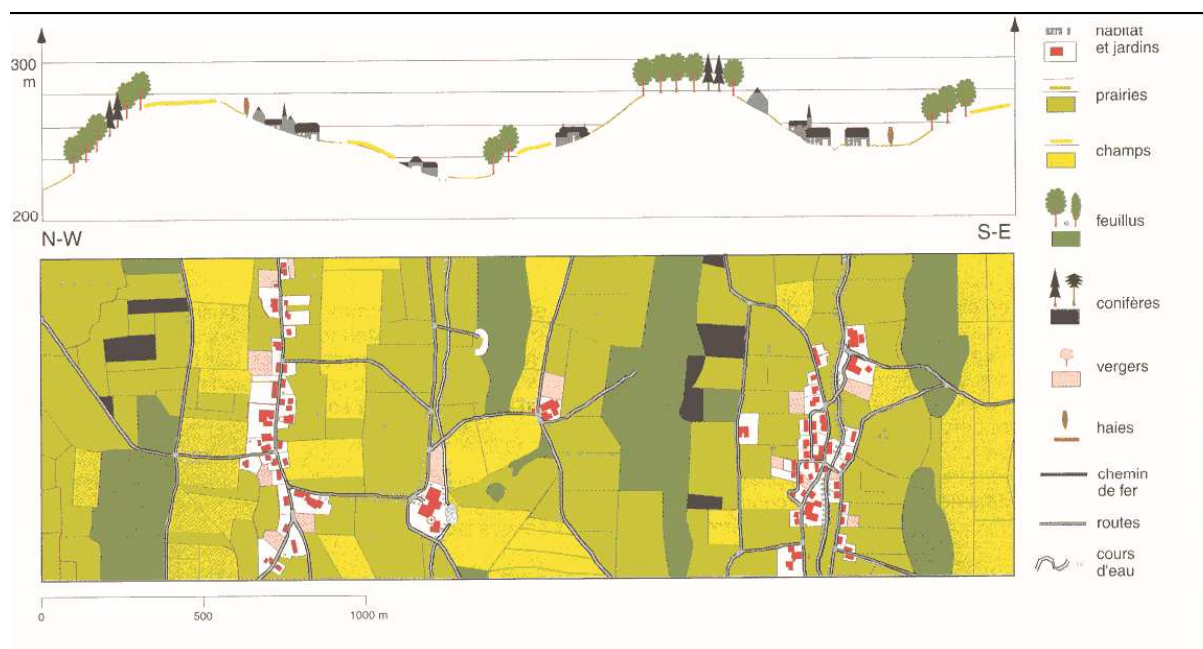 300
m
200
N-W
S-E
0
500
1000 m
habitat
et jardins
prairies
champs
feuillus
conifères
vergers
haies
chemin
de fer
routes
cours
d'eau